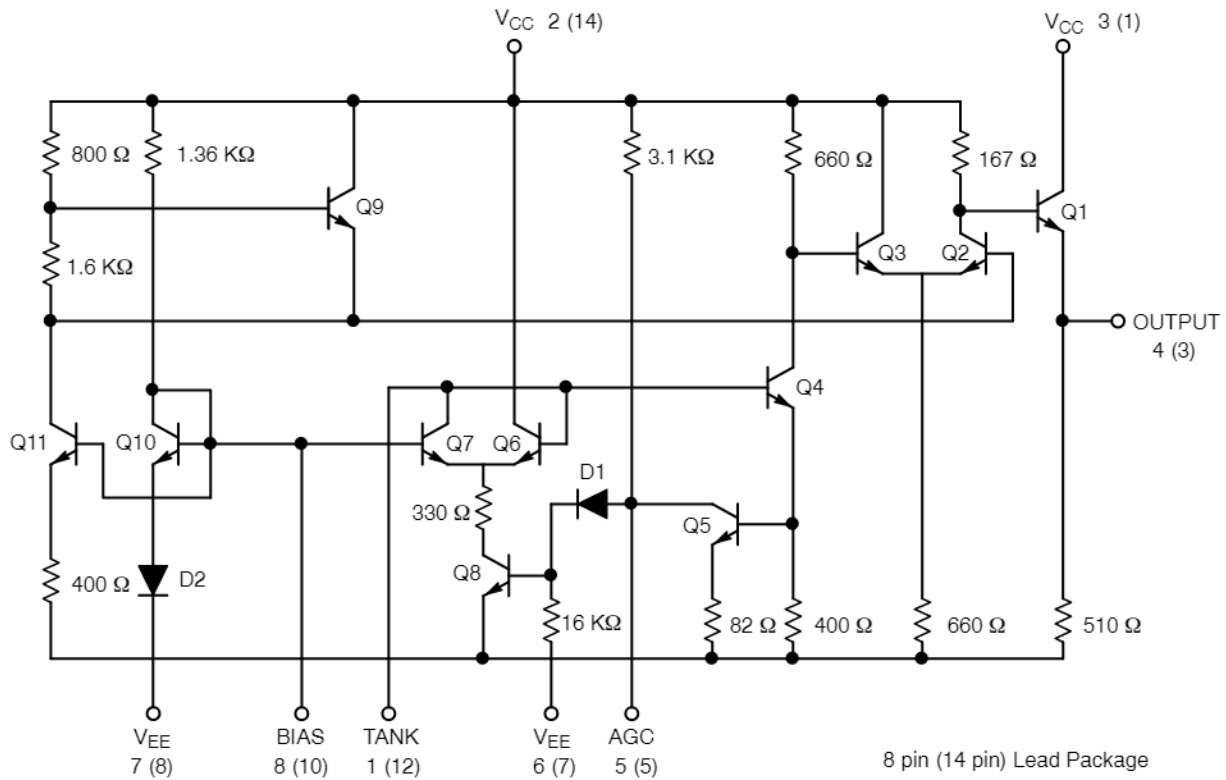 VCC 2 (14)
VCC 3 (1)
800 Ω
1.36 KΩ
3.1 KΩ
660 Ω
167 Ω
Q9
Q1
Q3
Q2
1.6 KΩ
OUTPUT
4 (3)
Q4
Q11
Q10
Q7
Q6
D1
330 Ω
Q5
Q8
400 Ω
D2
16 KΩ
82 Ω
400 Ω
660 Ω
510 Ω
VEE
7 (8)
BIAS
8 (10)
TANK
1 (12)
VEE
6 (7)
AGC
5 (5)
8 pin (14 pin) Lead Package